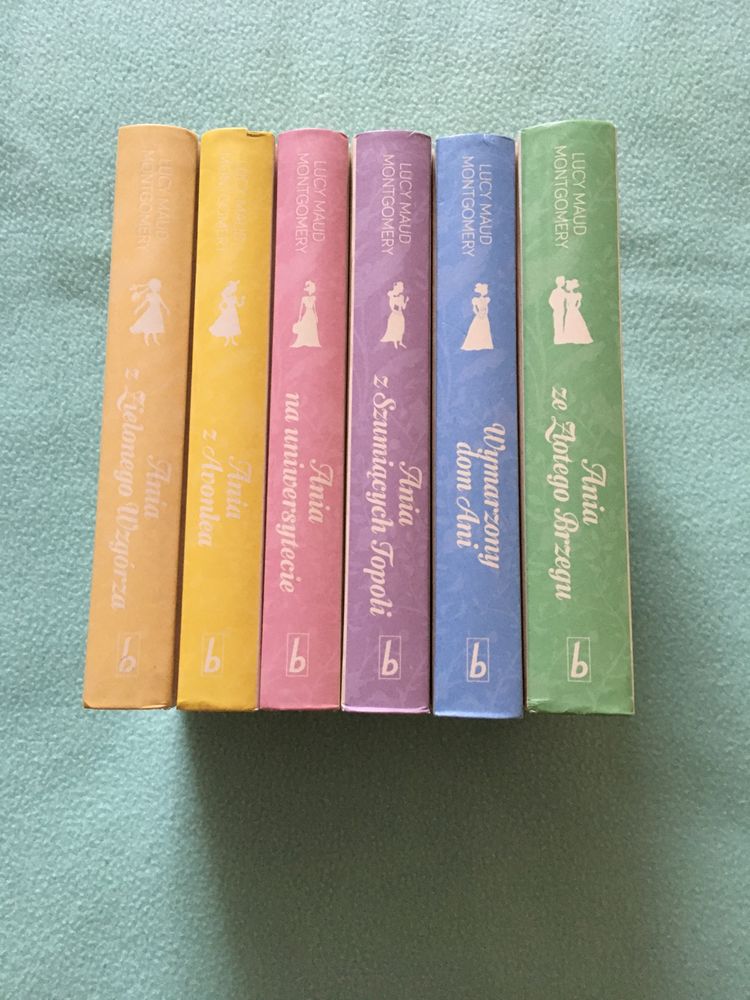 LUCY MAUD
MONTGOMERY
Ania
z Zielonego Wzgórza
b
LUCY MAUD
MONTGOMERY
Ania
z Avonlea
b
LUCY MAUD
MONTGOMERY
Ania
na uniwersytecie
b
LUCY MAUD
MONTGOMERY
Ania
z Szumiących Topoli
b
LUCY MAUD
MONTGOMERY
Wymarzony
dom Ani
b
LUCY MAUD
MONTGOMERY
Ania
ze Złotego Brzegu
b